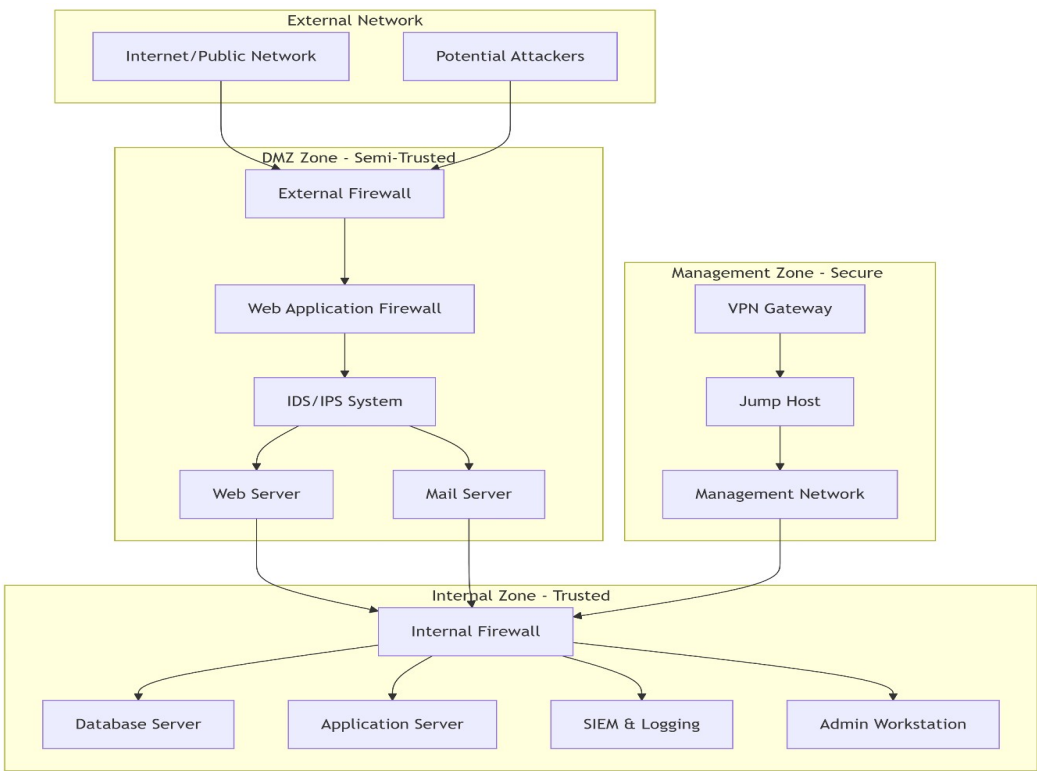 External Network
Internet/Public Network
Potential Attackers
DMZ Zone - Semi-Trusted
External Firewall
Web Application Firewall
IDS/IPS System
Web Server
Mail Server
Management Zone - Secure
VPN Gateway
Jump Host
Management Network
Internal Zone - Trusted
Internal Firewall
Database Server
Application Server
SIEM & Logging
Admin Workstation